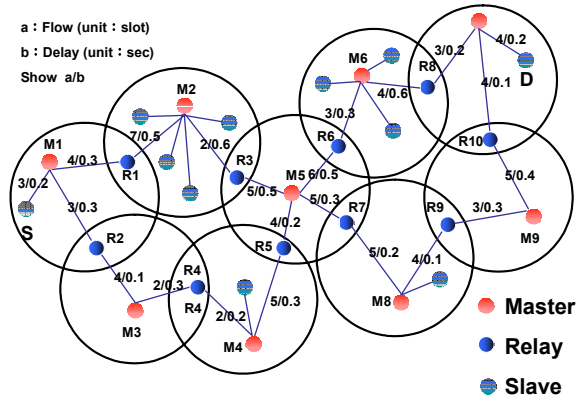 a : Flow (unit : slot)
b : Delay (unit : sec)
Show a/b
M6
R8
3/0.2
4/0.2
D
4/0.1
4/0.6
M2
7/0.5
2/0.6
3/0.3
R6
R10
M1
4/0.3
R1
R3
M5
6/0.5
5/0.4
3/0.2
5/0.5
5/0.3
S
3/0.3
4/0.2
R7
R9
3/0.3
M9
R2
R5
4/0.1
R4
2/0.3
R4
5/0.2
4/0.1
5/0.3
2/0.2
M3
M4
M8
Master
Relay
Slave